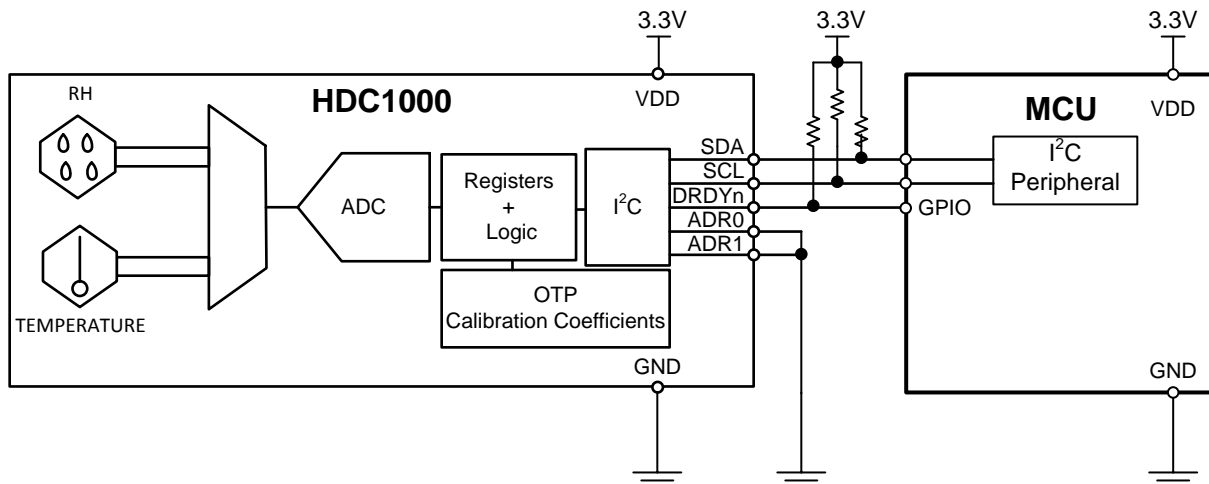 3.3V
3.3V
3.3V
RH
HDC1000
VDD
MCU
VDD
SDA
SCL
DRDYn
ADR0
ADR1
I²C
Peripheral
GPIO
ADC
Registers
+
Logic
I²C
OTP
Calibration Coefficients
TEMPERATURE
GND
GND